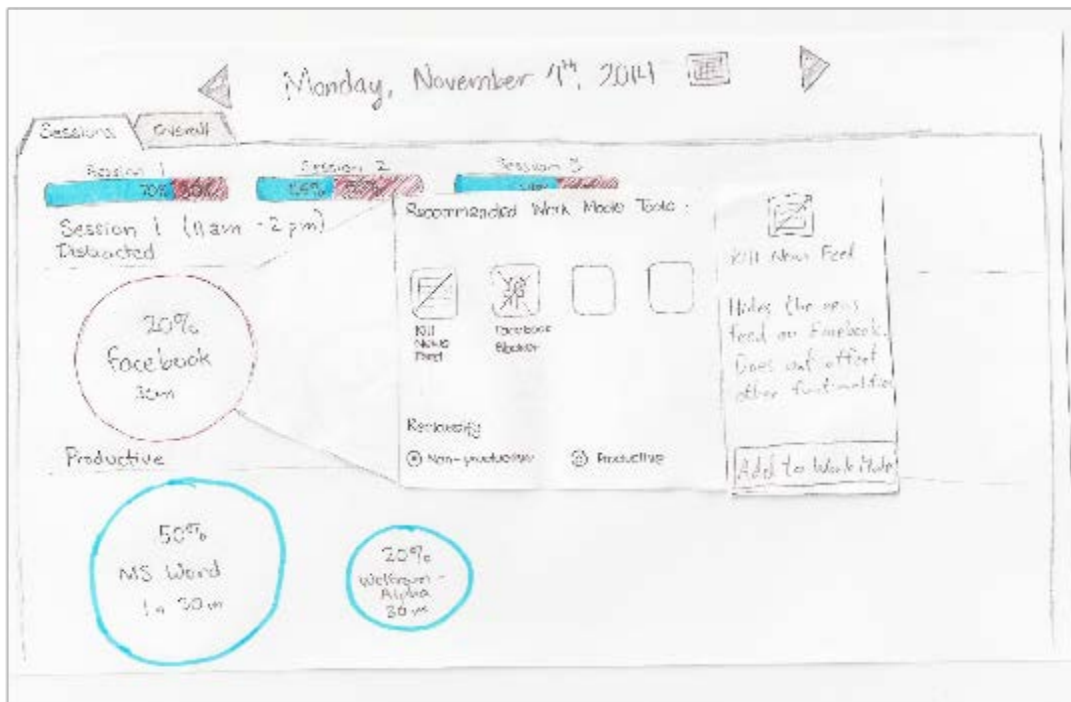 Monday, November 4th, 2014
Sessions Overall
Session 1 Session 2 Session 3
70% 30%
Session 1 (11am - 2pm)
Distracted
20%
Facebook
Recommended Work Mode Tools:
Kill
News
Feed
Facebook
Blocker
Reclassify
Non-productive Productive
Kill News Feed
Hides the news
feed on Facebook.
Does not affect
other functionalities
Add to Work Mode
Productive
50%
MS Word
20%
Wolfram-
Alpha
30m